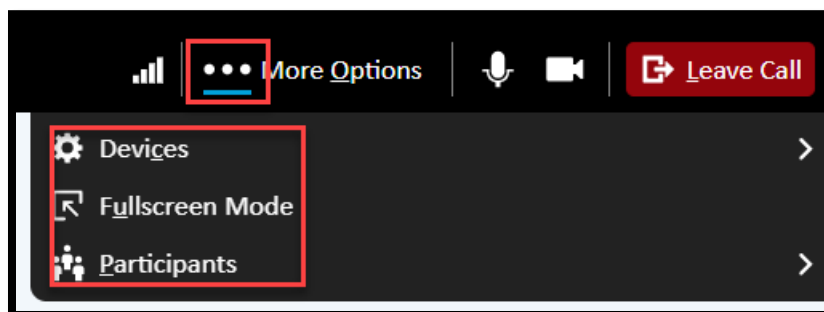 More Options
Leave Call
Devices
Fullscreen Mode
Participants